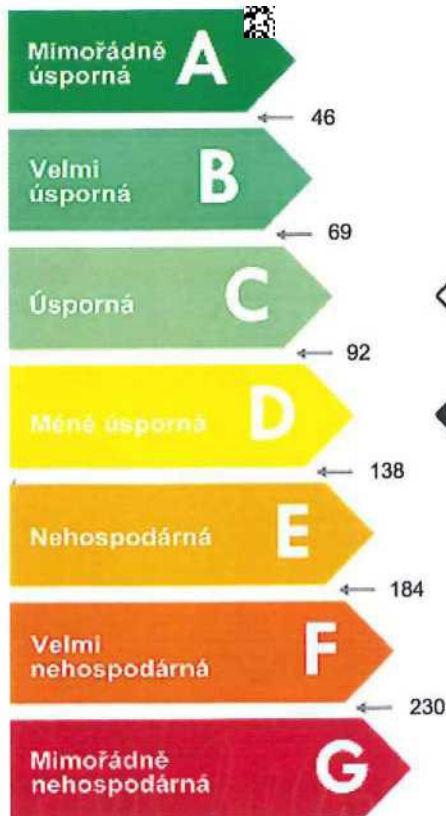 Mimořádně
úsporná
A
46
Velmi
úsporná
B
69
Úsporná
C
92
Méně úsporná
D
138
Nehospodárná
E
184
Velmi
nehospodárná
F
230
Mimořádně
nehospodárná
G